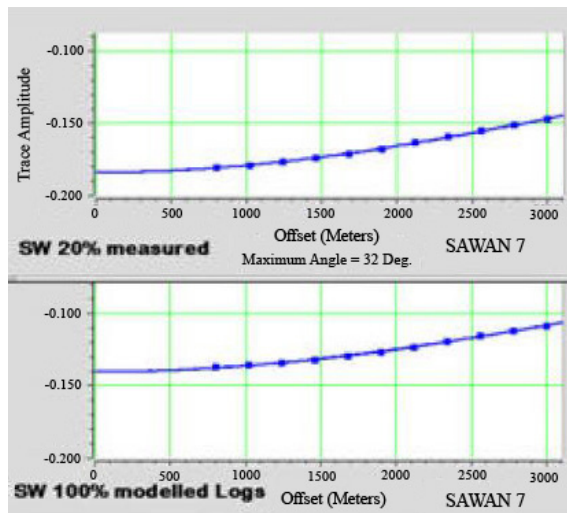 -0.100
-0.150
-0.200
Trace Amplitude
0 500 1000 1500 2000 2500 3000
Offset (Meters)
SW 20% measured
SAWAN 7
Maximum Angle = 32 Deg.
-0.100
-0.150
-0.200
0 500 1000 1500 2000 2500 3000
SW 100% modelled Logs
Offset (Meters)
SAWAN 7